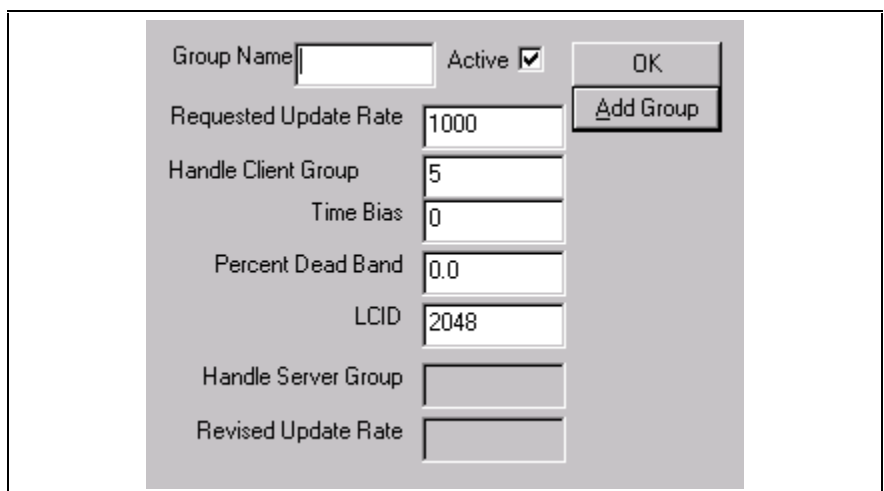 Group Name Active OK
Requested Update Rate 1000 Add Group
Handle Client Group 5
Time Bias 0
Percent Dead Band 0.0
LCID 2048
Handle Server Group
Revised Update Rate